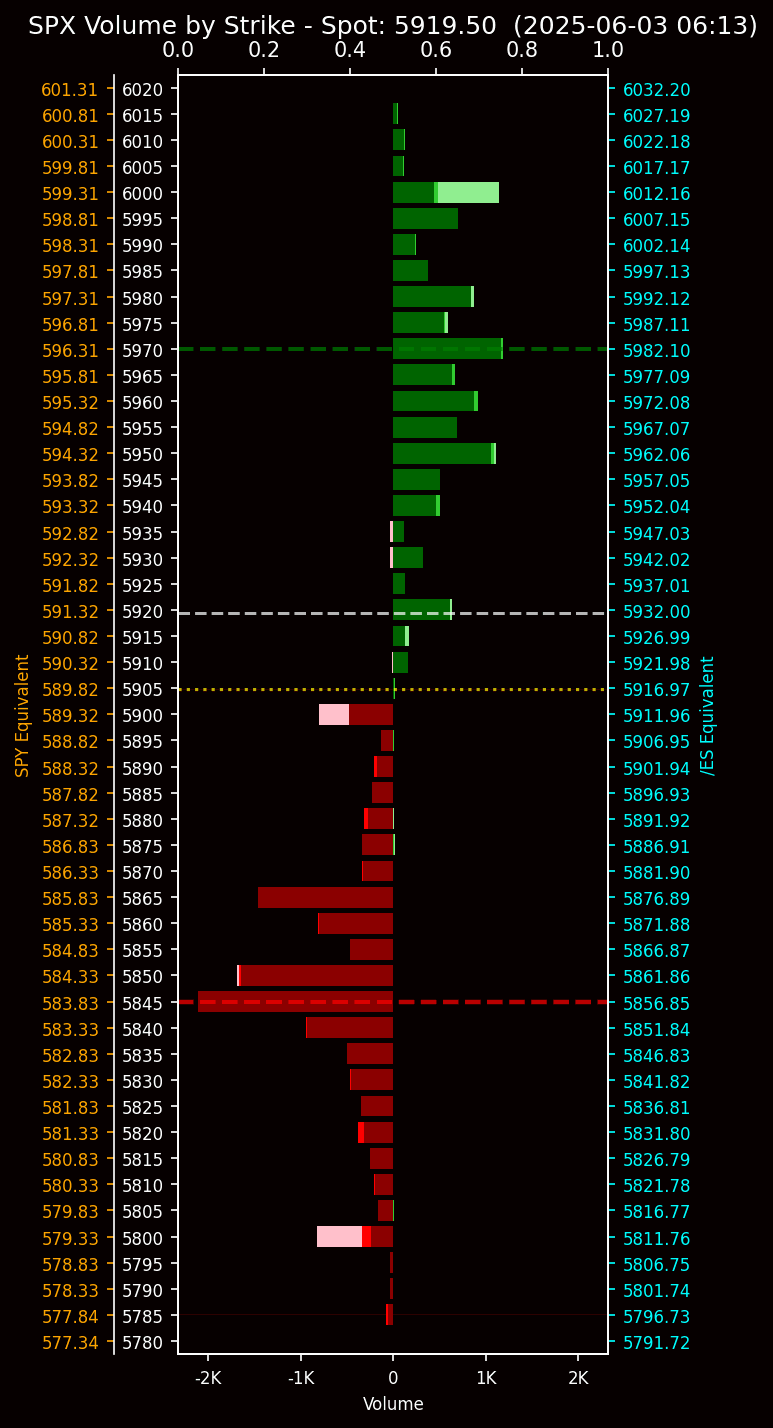 SPX Volume by Strike - Spot: 5919.50 (2025-06-03 06:13)
0.0 0.2 0.4 0.6 0.8 1.0
601.31 6020 6032.20
600.81 6015 6027.19
600.31 6010 6022.18
599.81 6005 6017.17
599.31 6000 6012.16
598.81 5995 6007.15
598.31 5990 6002.14
597.81 5985 5997.13
597.31 5980 5992.12
596.81 5975 5987.11
596.31 5970 5982.10
595.81 5965 5977.09
595.32 5960 5972.08
594.82 5955 5967.07
594.32 5950 5962.06
593.82 5945 5957.05
593.32 5940 5952.04
592.82 5935 5947.03
592.32 5930 5942.02
591.82 5925 5937.01
591.32 5920 5932.00
590.82 5915 5926.99
590.32 5910 5921.98
589.82 5905 5916.97
589.32 5900 5911.96
588.82 5895 5906.95
588.32 5890 5901.94
587.82 5885 5896.93
587.32 5880 5891.92
586.83 5875 5886.91
586.33 5870 5881.90
585.83 5865 5876.89
585.33 5860 5871.88
584.83 5855 5866.87
584.33 5850 5861.86
583.83 5845 5856.85
583.33 5840 5851.84
582.83 5835 5846.83
582.33 5830 5841.82
581.83 5825 5836.81
581.33 5820 5831.80
580.83 5815 5826.79
580.33 5810 5821.78
579.83 5805 5816.77
579.33 5800 5811.76
578.83 5795 5806.75
578.33 5790 5801.74
577.84 5785 5796.73
577.34 5780 5791.72
SPY Equivalent
/ES Equivalent
-2K -1K 0 1K 2K
Volume